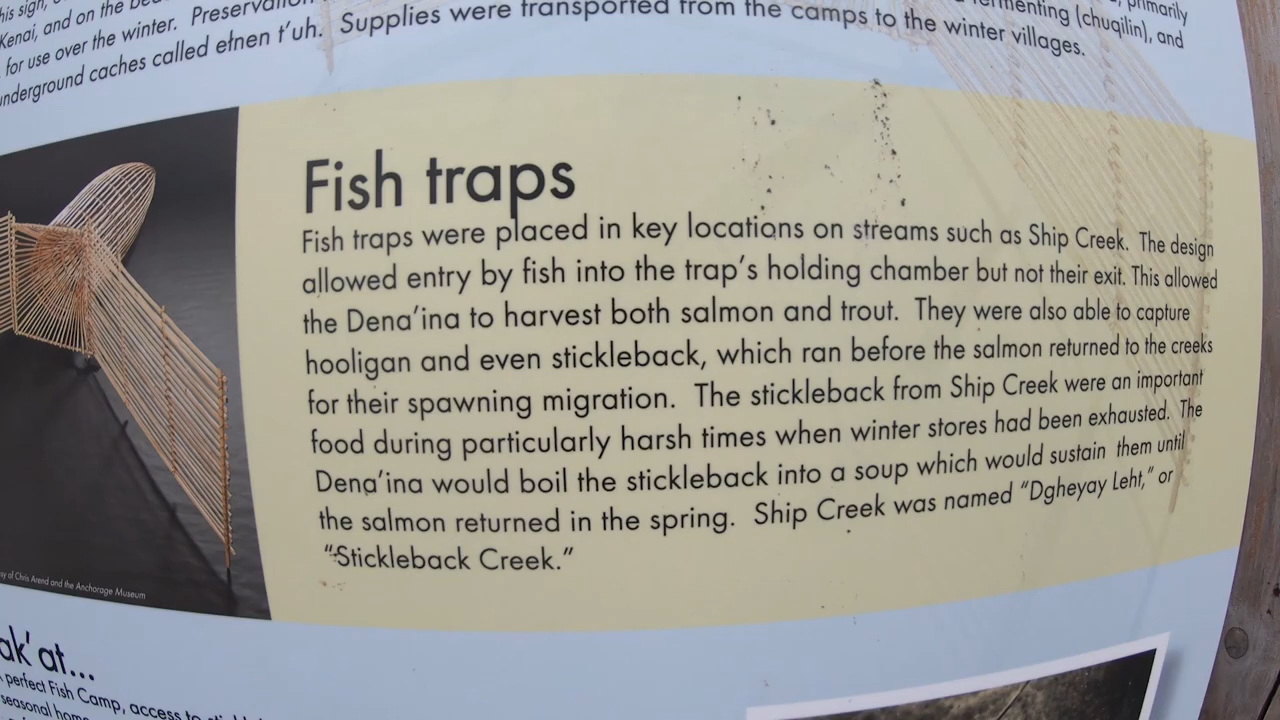 his sign,
Kenai, and on the
primarily
for use over the winter. Preservation
fermenting (chuqilin), and
underground caches called ełnen t'uh. Supplies were transported from the camps to the winter villages.
Fish traps
Fish traps were placed in key locations on streams such as Ship Creek. The design
allowed entry by fish into the trap's holding chamber but not their exit. This allowed
the Dena'ina to harvest both salmon and trout. They were also able to capture
hooligan and even stickleback, which ran before the salmon returned to the creeks
for their spawning migration. The stickleback from Ship Creek were an important
food during particularly harsh times when winter stores had been exhausted. The
Dena'ina would boil the stickleback into a soup which would sustain them until
the salmon returned in the spring. Ship Creek was named "Dgheyay Leht," or
"Stickleback Creek."
of Chris Arend and the Anchorage Museum
at...
perfect Fish Camp, access to
seasonal